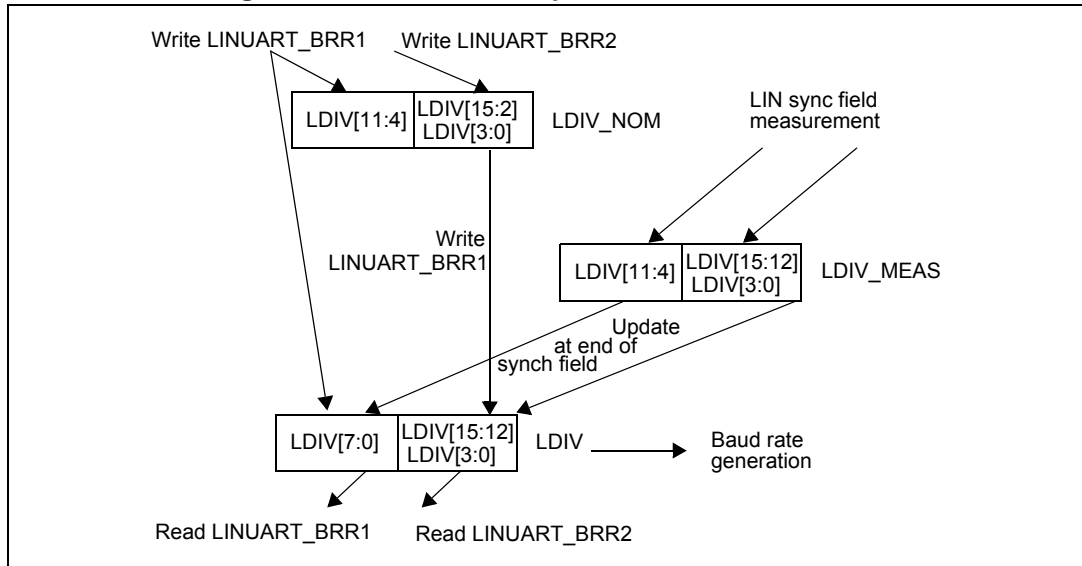 Write LINUART_BRR1 Write LINUART_BRR2
LDIV[11:4]
LDIV[15:2]
LDIV[3:0]
LDIV_NOM
LIN sync field
measurement
Write
LINUART_BRR1
LDIV[11:4]
LDIV[15:12]
LDIV[3:0]
LDIV_MEAS
Update
at end of
synch field
LDIV[7:0]
LDIV[15:12]
LDIV[3:0]
LDIV
Baud rate
generation
Read LINUART_BRR1
Read LINUART_BRR2